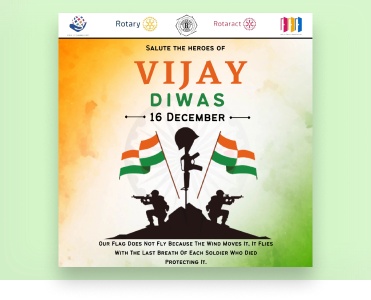 Rotary
Rotaract
SALUTE THE HEROES OF
VIJAY
DIWAS
16 DECEMBER
OUR FLAG DOES NOT FLY BECAUSE THE WIND MOVES IT, IT FLIES
WITH THE LAST BREATH OF EACH SOLDIER WHO DIED
PROTECTING IT.